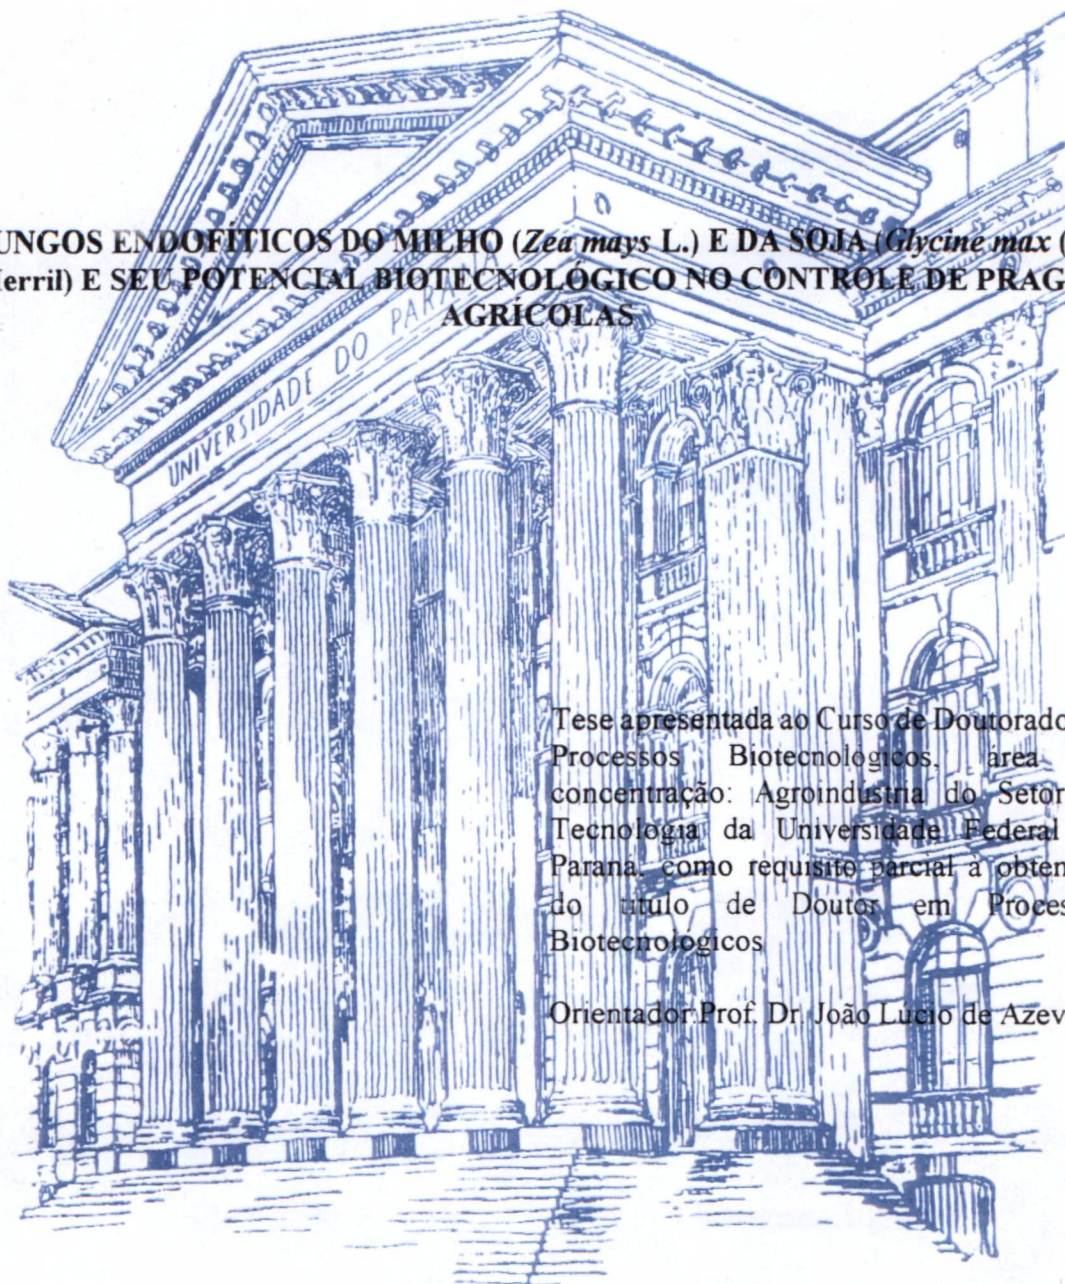 UNGOS ENDOFÍTICOS DO MILHO (Zea mays L.) E DA SOJA (Glycine max (
erril) E SEU POTENCIAL BIOTECNOLÓGICO NO CONTROLE DE PRAG
AGRÍCOLAS
UNIVERSIDADE DO PARANÁ
Tese apresentada ao Curso de Doutorado
Processos Biotecnológicos, área
concentração: Agroindústria do Setor
Tecnologia da Universidade Federal
Paraná, como requisito parcial à obten
do título de Doutor em Proces
Biotecnológicos
Orientador: Prof. Dr. João Lúcio de Azev